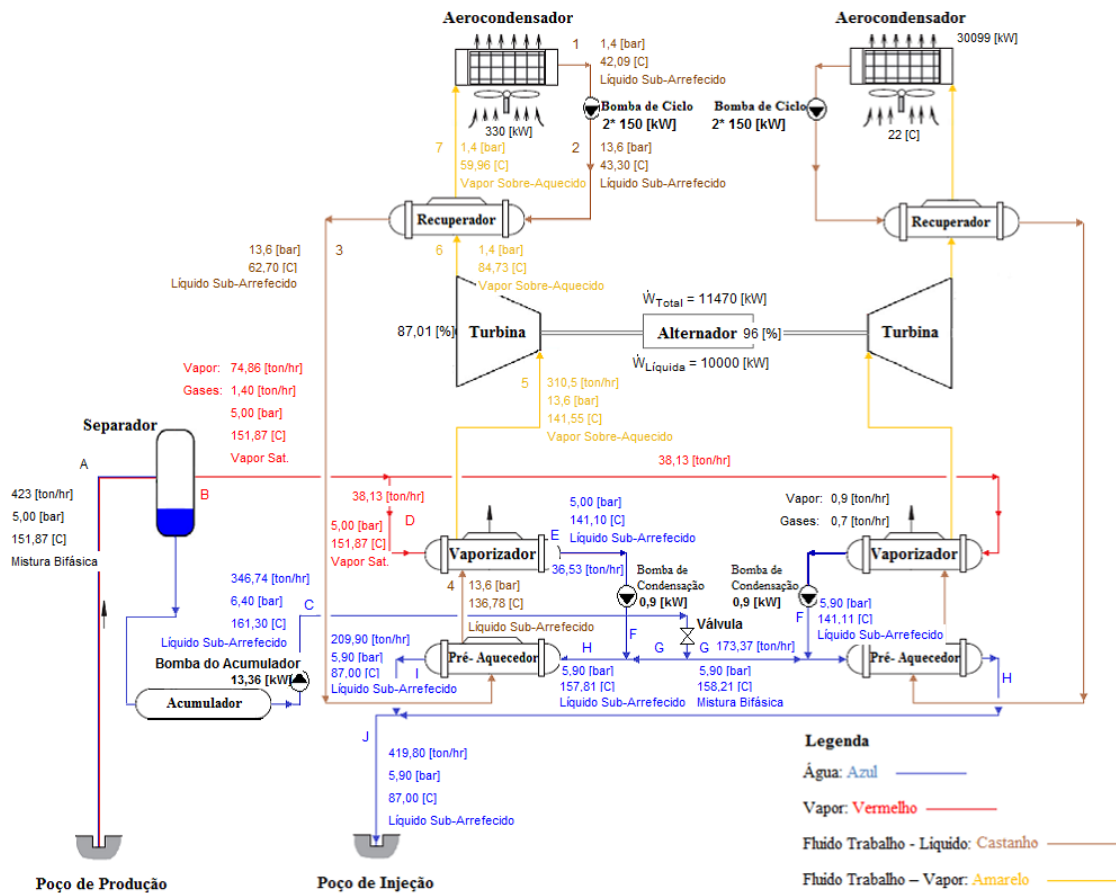 Aerocondensador
1
1,4 [bar]
42,09 [C]
Líquido Sub-Arrefecido
330 [kW]
Bomba de Ciclo
2* 150 [kW]
2
13,6 [bar]
43,30 [C]
Líquido Sub-Arrefecido
7
1,4 [bar]
59,96 [C]
Vapor Sobre-Aquecido
Recuperador
Aerocondensador
30099 [kW]
Bomba de Ciclo
2* 150 [kW]
22 [C]
Recuperador
13,6 [bar]
62,70 [C]
Líquido Sub-Arrefecido
3
6
1,4 [bar]
84,73 [C]
Vapor Sobre-Aquecido
87,01 [%]
Turbina
ẆTotal = 11470 [kW]
Alternador
96 [%]
ẆLíquida = 10000 [kW]
Turbina
5
310,5 [ton/hr]
13,6 [bar]
141,55 [C]
Vapor Sobre-Aquecido
Vapor: 74,86 [ton/hr]
Gases: 1,40 [ton/hr]
5,00 [bar]
151,87 [C]
Vapor Sat.
Separador
A
B
423 [ton/hr]
5,00 [bar]
151,87 [C]
Mistura Bifásica
38,13 [ton/hr]
38,13 [ton/hr]
D
5,00 [bar]
151,87 [C]
Vapor Sat.
Vaporizador
E
5,00 [bar]
141,10 [C]
Líquido Sub-Arrefecido
36,53 [ton/hr]
Vapor: 0,9 [ton/hr]
Gases: 0,7 [ton/hr]
Vaporizador
346,74 [ton/hr]
6,40 [bar]
161,30 [C]
Líquido Sub-Arrefecido
C
4
13,6 [bar]
136,78 [C]
Líquido Sub-Arrefecido
Bomba de
Condensação
0,9 [kW]
F
Válvula
Bomba de
Condensação
0,9 [kW]
F
5,90 [bar]
141,11 [C]
Líquido Sub-Arrefecido
Bomba do Acumulador
13,36 [kW]
Acumulador
209,90 [ton/hr]
5,90 [bar]
87,00 [C]
Líquido Sub-Arrefecido
I
Pré- Aquecedor
H
G
G
173,37 [ton/hr]
5,90 [bar]
157,81 [C]
Líquido Sub-Arrefecido
5,90 [bar]
158,21 [C]
Mistura Bifásica
Pré- Aquecedor
H
J
419,80 [ton/hr]
5,90 [bar]
87,00 [C]
Líquido Sub-Arrefecido
Poço de Produção
Poço de Injeção
Legenda
Água: Azul
Vapor: Vermelho
Fluido Trabalho - Liquido: Castanho
Fluido Trabalho – Vapor: Amarelo